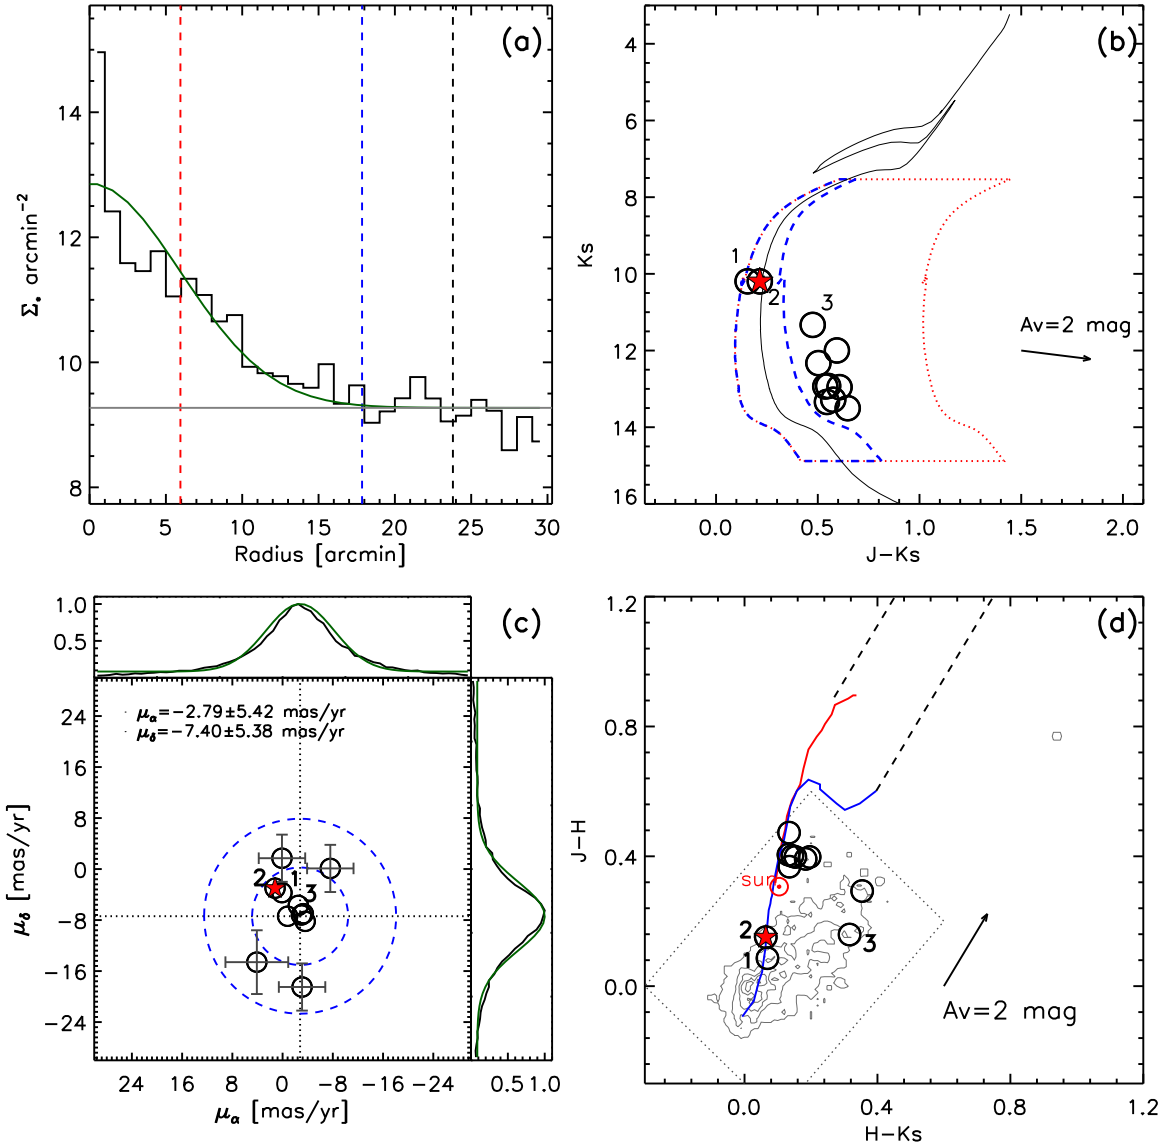 (a)
14
12
10
8
Σ* arcmin⁻²
0 5 10 15 20 25 30
Radius [arcmin]
(b)
4
6
8
10
12
14
16
Ks
1
2
3
Av=2 mag
0.0 0.5 1.0 1.5 2.0
J−Ks
(c)
1.0
0.5
μα=−2.79±5.42 mas/yr
μδ=−7.40±5.38 mas/yr
24
16
8
0
−8
−16
−24
μδ [mas/yr]
2 1
3
24 16 8 0 −8 −16 −24
0.5 1.0
μα [mas/yr]
(d)
1.2
0.8
0.4
0.0
J−H
sun
2
1
3
Av=2 mag
0.0 0.4 0.8 1.2
H−Ks